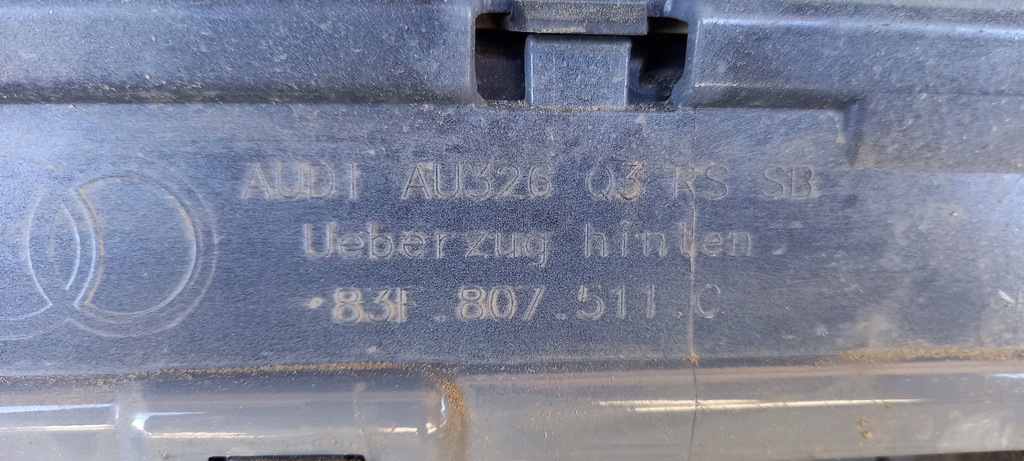 AUDI AU326 Q3 RS SB
Ueberzug hinten
83F.807.511.C